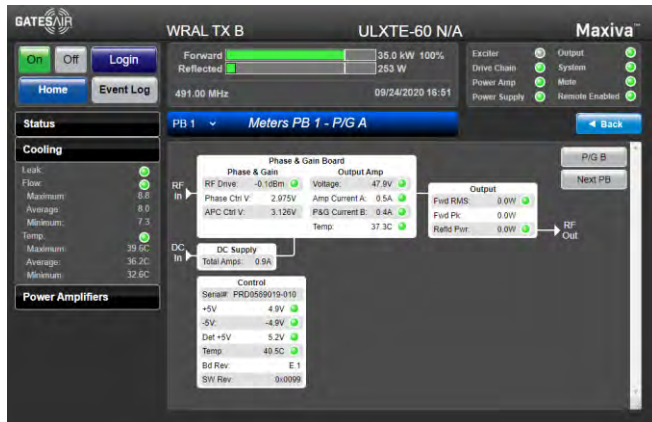 GATESAIR
WRAL TX B
ULXTE-60 N/A
Maxiva™
On
Off
Login
Home
Event Log
Forward
35.0 kW 100%
Reflected
253 W
491.00 MHz
09/24/2020 16:51
Exciter
Output
Drive Chain
System
Power Amp
Mute
Power Supply
Remote Enabled
Status
PB 1
Meters PB 1 - P/G A
Back
Cooling
Leak:
Flow:
Maximum: 8.8
Average: 8.0
Minimum: 7.3
Temp:
Maximum: 39.6C
Average: 36.2C
Minimum: 32.6C
Power Amplifiers
P/G B
Next PB
Phase & Gain Board
Phase & Gain
Output Amp
RF In
RF Drive: -0.1dBm
Voltage: 47.9V
Phase Ctrl V: 2.975V
Amp Current A: 0.5A
APC Ctrl V: 3.126V
P&G Current B: 0.4A
Temp: 37.3C
Output
Fwd RMS: 0.0W
Fwd Pk: 0.0W
Reftd Pwr: 0.0W
RF Out
DC In
DC Supply
Total Amps: 0.9A
Control
Serial#: PRD0569019-010
+5V 4.9V
-5V: -4.9V
Det +5V 5.2V
Temp: 40.5C
Bd Rev: E.1
SW Rev: 0x0099